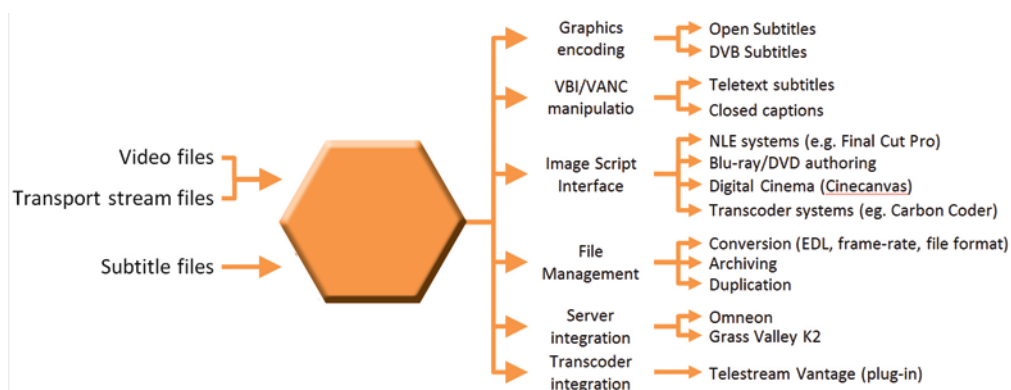 Video files
Transport stream files
Subtitle files
Graphics
encoding
Open Subtitles
DVB Subtitles
VBI/VANC
manipulatio
Teletext subtitles
Closed captions
Image Script
Interface
NLE systems (e.g. Final Cut Pro)
Blu-ray/DVD authoring
Digital Cinema (Cinecanvas)
Transcoder systems (eg. Carbon Coder)
File
Management
Conversion (EDL, frame-rate, file format)
Archiving
Duplication
Server
integration
Omneon
Grass Valley K2
Transcoder
integration
Telestream Vantage (plug-in)